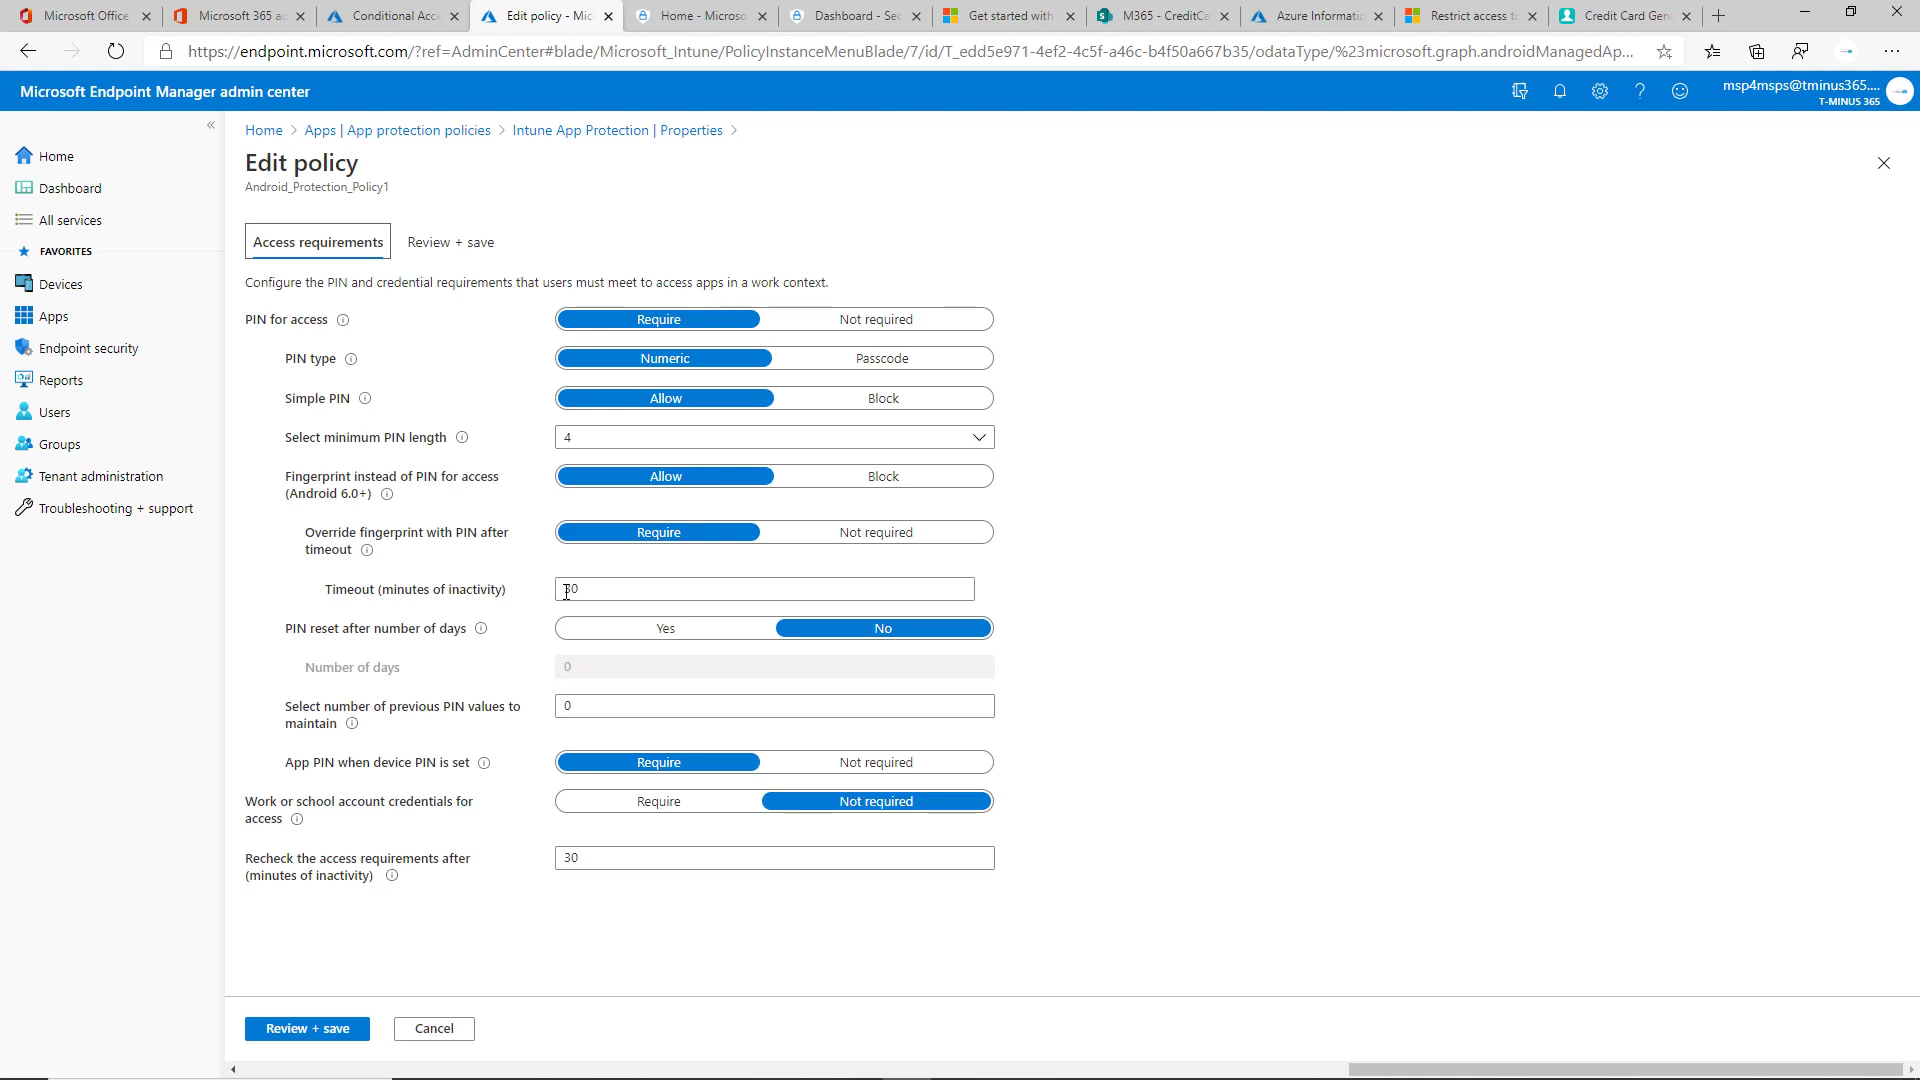 Microsoft Office
Microsoft 365 a
Conditional Acc
Edit policy - Mic
Home - Microso
Dashboard - Sec
Get started with
M365 - CreditCa
Azure Informatic
Restrict access to
Credit Card Gen
https://endpoint.microsoft.com/?ref=AdminCenter#blade/Microsoft_Intune/PolicyInstanceMenuBlade/7/id/T_edd5e971-4ef2-4c5f-a46c-b4f50a667b35/odataType/%23microsoft.graph.androidManagedAp...
Microsoft Endpoint Manager admin center
msp4msps@tminus365....
T-MINUS 365
Home > Apps | App protection policies > Intune App Protection | Properties >
Edit policy
Android_Protection_Policy1
Home
Dashboard
All services
FAVORITES
Devices
Apps
Endpoint security
Reports
Users
Groups
Tenant administration
Troubleshooting + support
Access requirements Review + save
Configure the PIN and credential requirements that users must meet to access apps in a work context.
PIN for access Require Not required
PIN type Numeric Passcode
Simple PIN Allow Block
Select minimum PIN length 4
Fingerprint instead of PIN for access Allow Block
(Android 6.0+)
Override fingerprint with PIN after Require Not required
timeout
Timeout (minutes of inactivity) 30
PIN reset after number of days Yes No
Number of days 0
Select number of previous PIN values to 0
maintain
App PIN when device PIN is set Require Not required
Work or school account credentials for Require Not required
access
Recheck the access requirements after 30
(minutes of inactivity)
Review + save Cancel